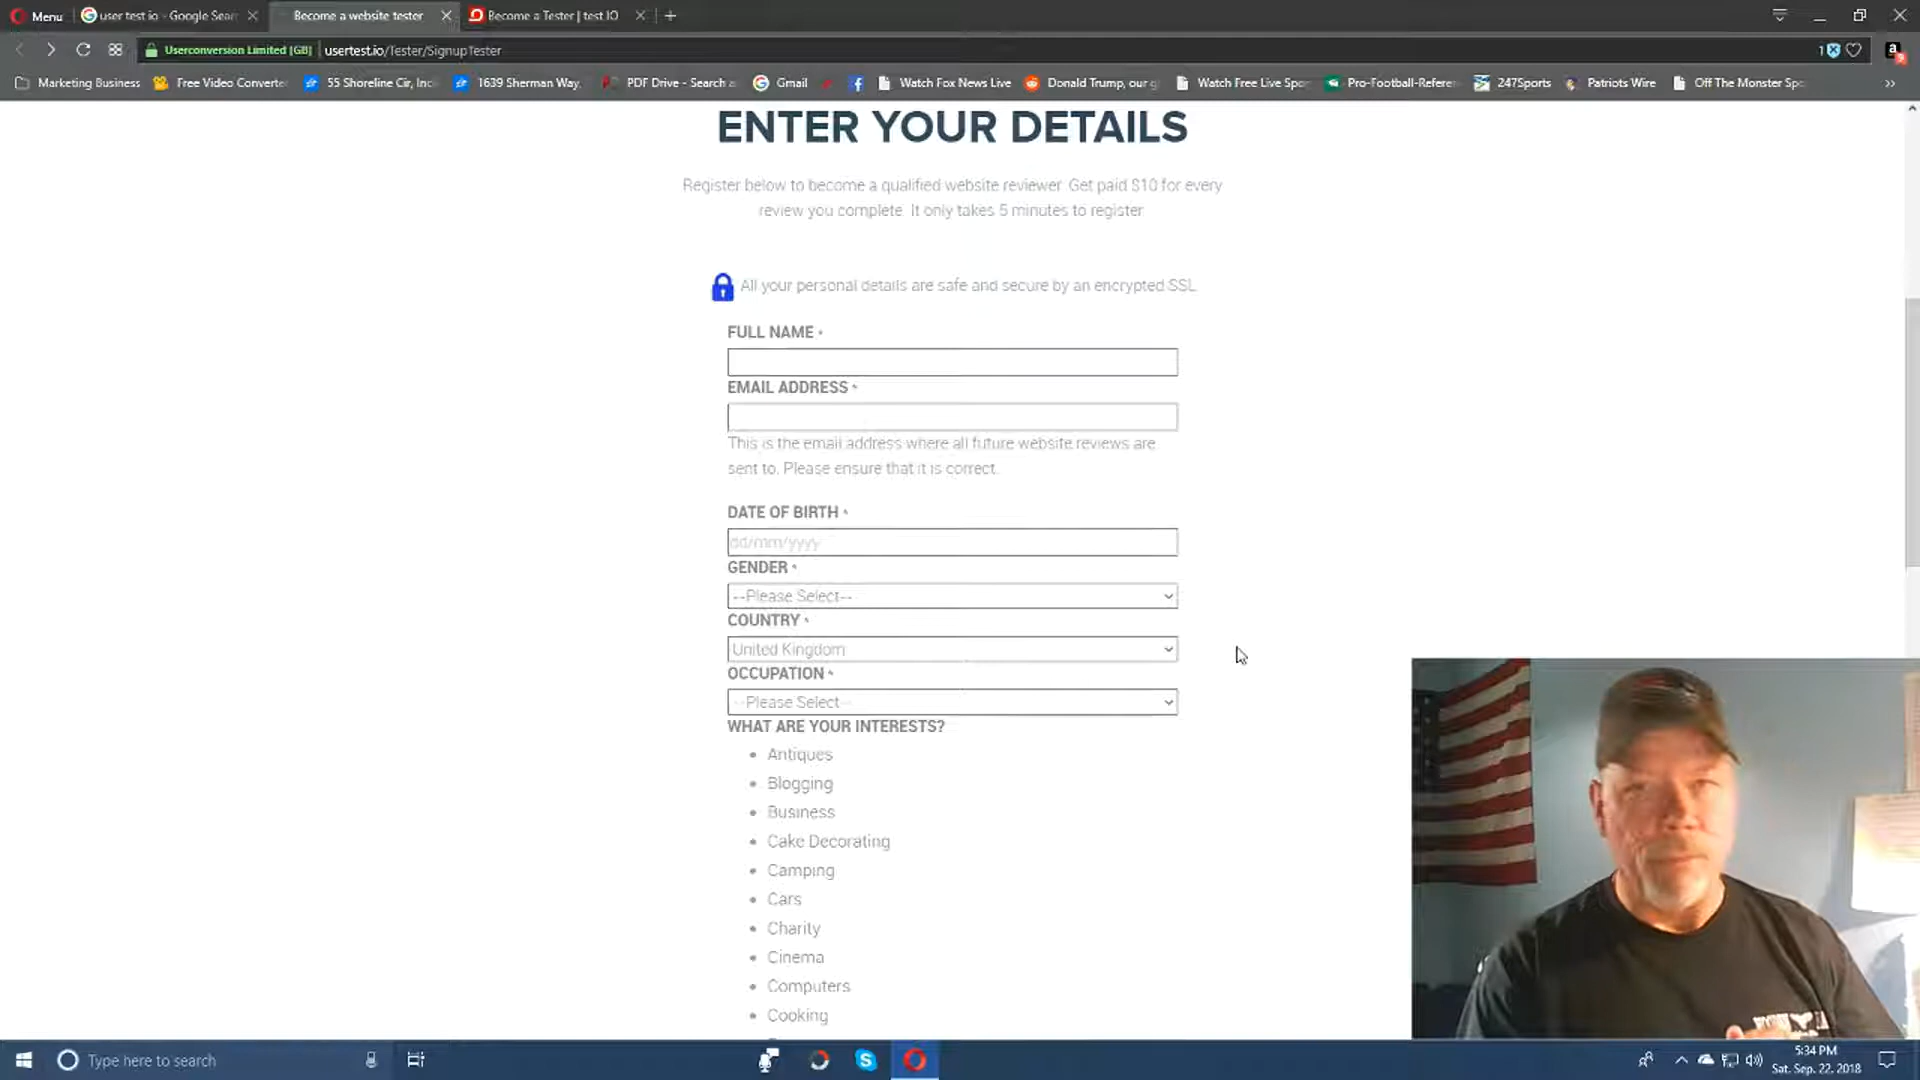 Menu
user test io - Google Sear
Become a website tester
Become a Tester | test IO
Userconversion Limited [GB]
usertest.io/Tester/SignupTester
1
Marketing Business
Free Video Converte
55 Shoreline Cir, Inc
1639 Sherman Way,
PDF Drive - Search a
Gmail
Watch Fox News Live
Donald Trump, our g
Watch Free Live Spo
Pro-Football-Refere
247Sports
Patriots Wire
Off The Monster Sp
ENTER YOUR DETAILS
Register below to become a qualified website reviewer. Get paid $10 for every
review you complete. It only takes 5 minutes to register
All your personal details are safe and secure by an encrypted SSL
FULL NAME *
EMAIL ADDRESS *
This is the email address where all future website reviews are
sent to. Please ensure that it is correct.
DATE OF BIRTH *
dd/mm/yyyy
GENDER *
--Please Select--
COUNTRY *
United Kingdom
OCCUPATION *
--Please Select--
WHAT ARE YOUR INTERESTS?
• Antiques
• Blogging
• Business
• Cake Decorating
• Camping
• Cars
• Charity
• Cinema
• Computers
• Cooking
Type here to search
5:34 PM
Sat. Sep. 22, 2018